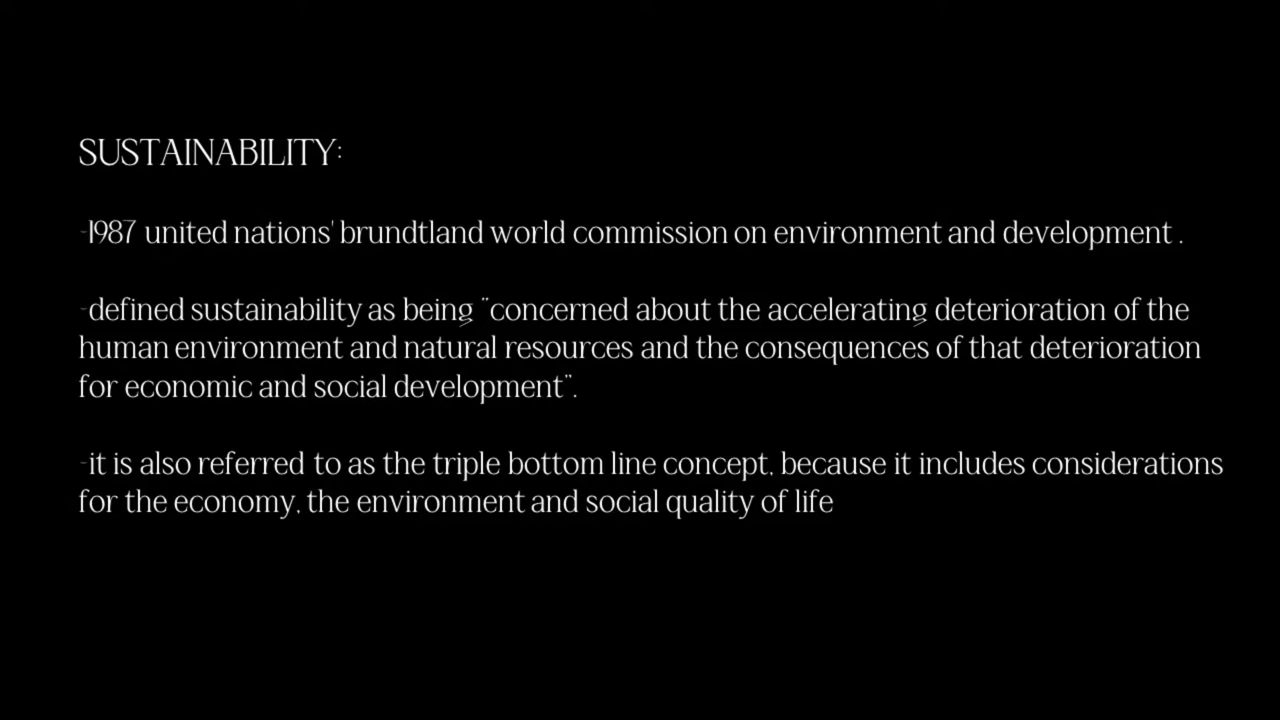 SUSTAINABILITY:
-1987 united nations' brundtland world commission on environment and development .
-defined sustainability as being "concerned about the accelerating deterioration of the
human environment and natural resources and the consequences of that deterioration
for economic and social development".
-it is also referred to as the triple bottom line concept, because it includes considerations
for the economy, the environment and social quality of life